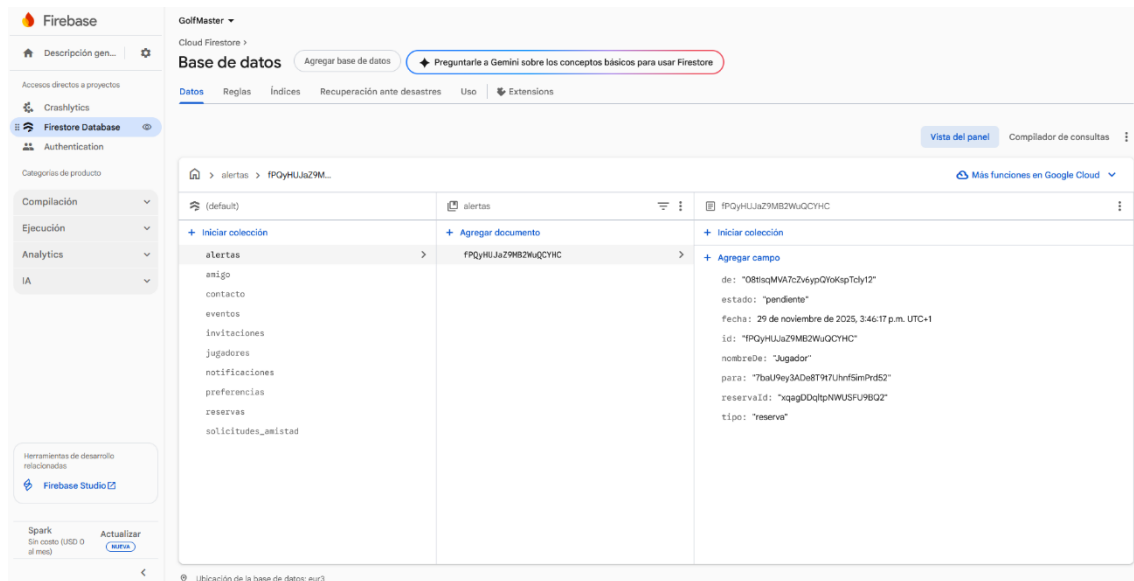 Firebase
Descripción gen...
Accesos directos a proyectos
Crashlytics
Firestore Database
Authentication
Categorías de producto
Compilación
Ejecución
Analytics
IA
Herramientas de desarrollo
relacionadas
Firebase Studio
Spark
Sin costo (USD 0
al mes)
Actualizar
NUEVA
GolfMaster
Cloud Firestore >
Base de datos
Agregar base de datos
Preguntarle a Gemini sobre los conceptos básicos para usar Firestore
Datos Reglas Índices Recuperación ante desastres Uso Extensions
Vista del panel Compilador de consultas
> alertas > fPQyHUJaZ9M...
Más funciones en Google Cloud
(default)
+ Iniciar colección
alertas
amigo
contacto
eventos
invitaciones
jugadores
notificaciones
preferencias
reservas
solicitudes_amistad
alertas
+ Agregar documento
fPQyHUJaZ9MB2WuQCYHC
fPQyHUJaZ9MB2WuQCYHC
+ Iniciar colección
+ Agregar campo
de: "08tlsqMVA7cZv6ypQYoKspTcly12"
estado: "pendiente"
fecha: 29 de noviembre de 2025, 3:46:17 p.m. UTC+1
id: "fPQyHUJaZ9MB2WuQCYHC"
nombreDe: "Jugador"
para: "7baU9ey3ADe8T9t7Uhnf5imPrd52"
reservaId: "xqagDDqltpNWUSFU9BQ2"
tipo: "reserva"
Ubicación de la base de datos: eur3